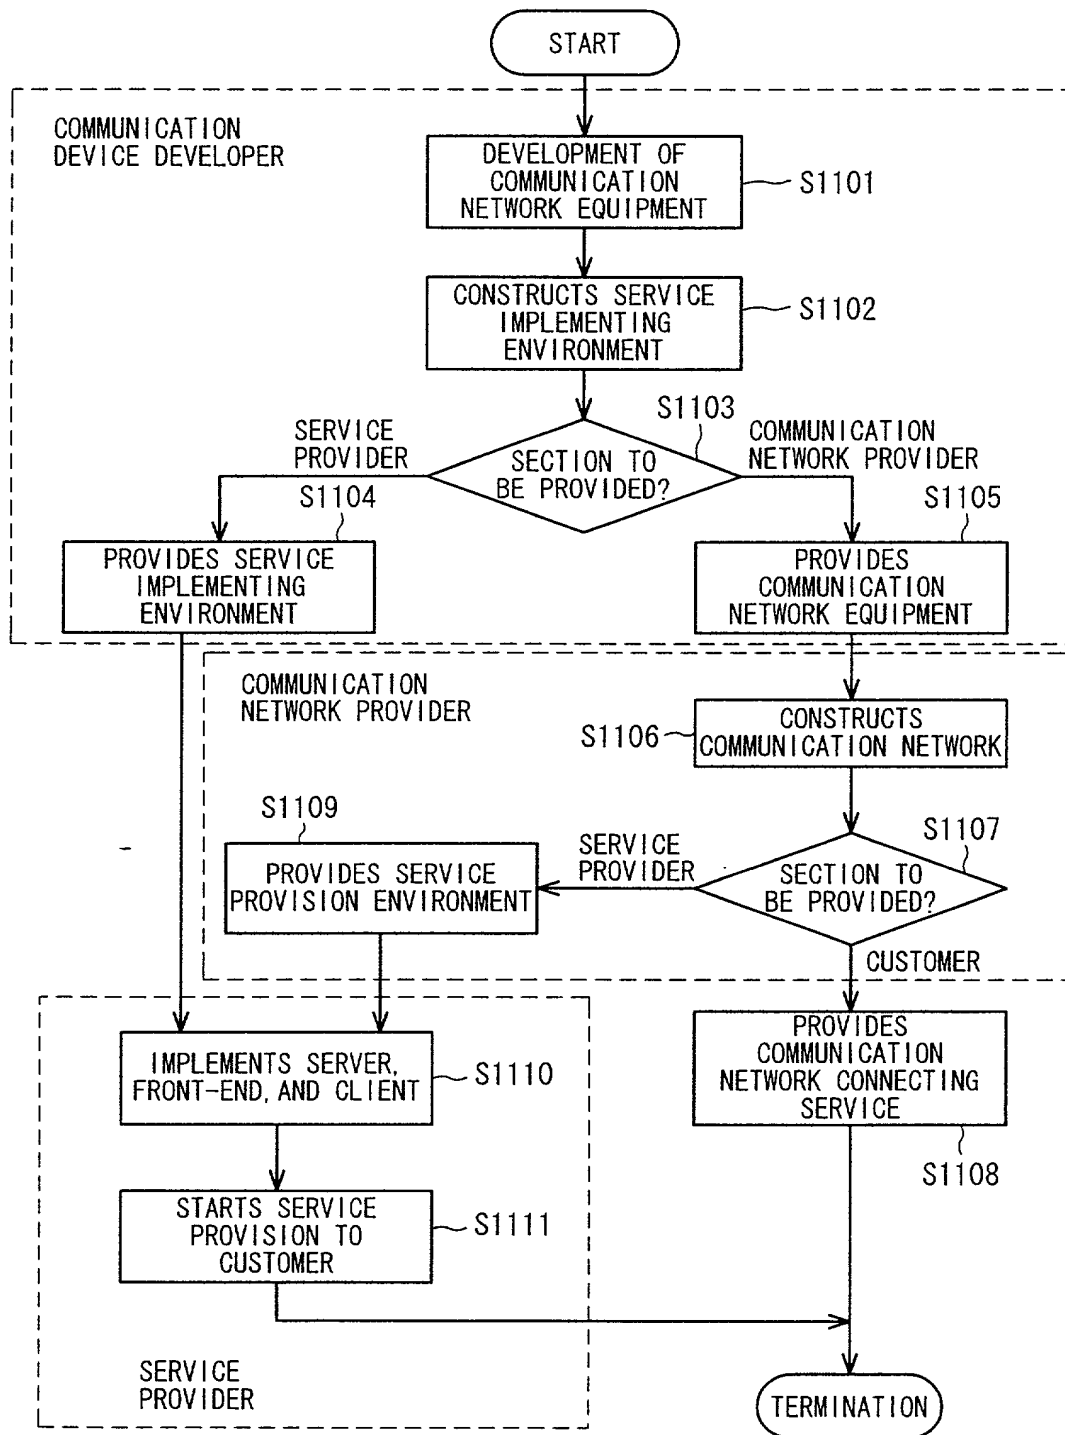 START
COMMUNICATION
DEVICE DEVELOPER
DEVELOPMENT OF
COMMUNICATION
NETWORK EQUIPMENT
S1101
CONSTRUCTS SERVICE
IMPLEMENTING
ENVIRONMENT
S1102
S1103
SERVICE
PROVIDER
SECTION TO
BE PROVIDED?
COMMUNICATION
NETWORK PROVIDER
S1104
S1105
PROVIDES SERVICE
IMPLEMENTING
ENVIRONMENT
PROVIDES
COMMUNICATION
NETWORK EQUIPMENT
COMMUNICATION
NETWORK PROVIDER
S1106
CONSTRUCTS
COMMUNICATION NETWORK
S1109
S1107
PROVIDES SERVICE
PROVISION ENVIRONMENT
SERVICE
PROVIDER
SECTION TO
BE PROVIDED?
CUSTOMER
IMPLEMENTS SERVER,
FRONT-END, AND CLIENT
S1110
PROVIDES
COMMUNICATION
NETWORK CONNECTING
SERVICE
S1108
STARTS SERVICE
PROVISION TO
CUSTOMER
S1111
SERVICE
PROVIDER
TERMINATION